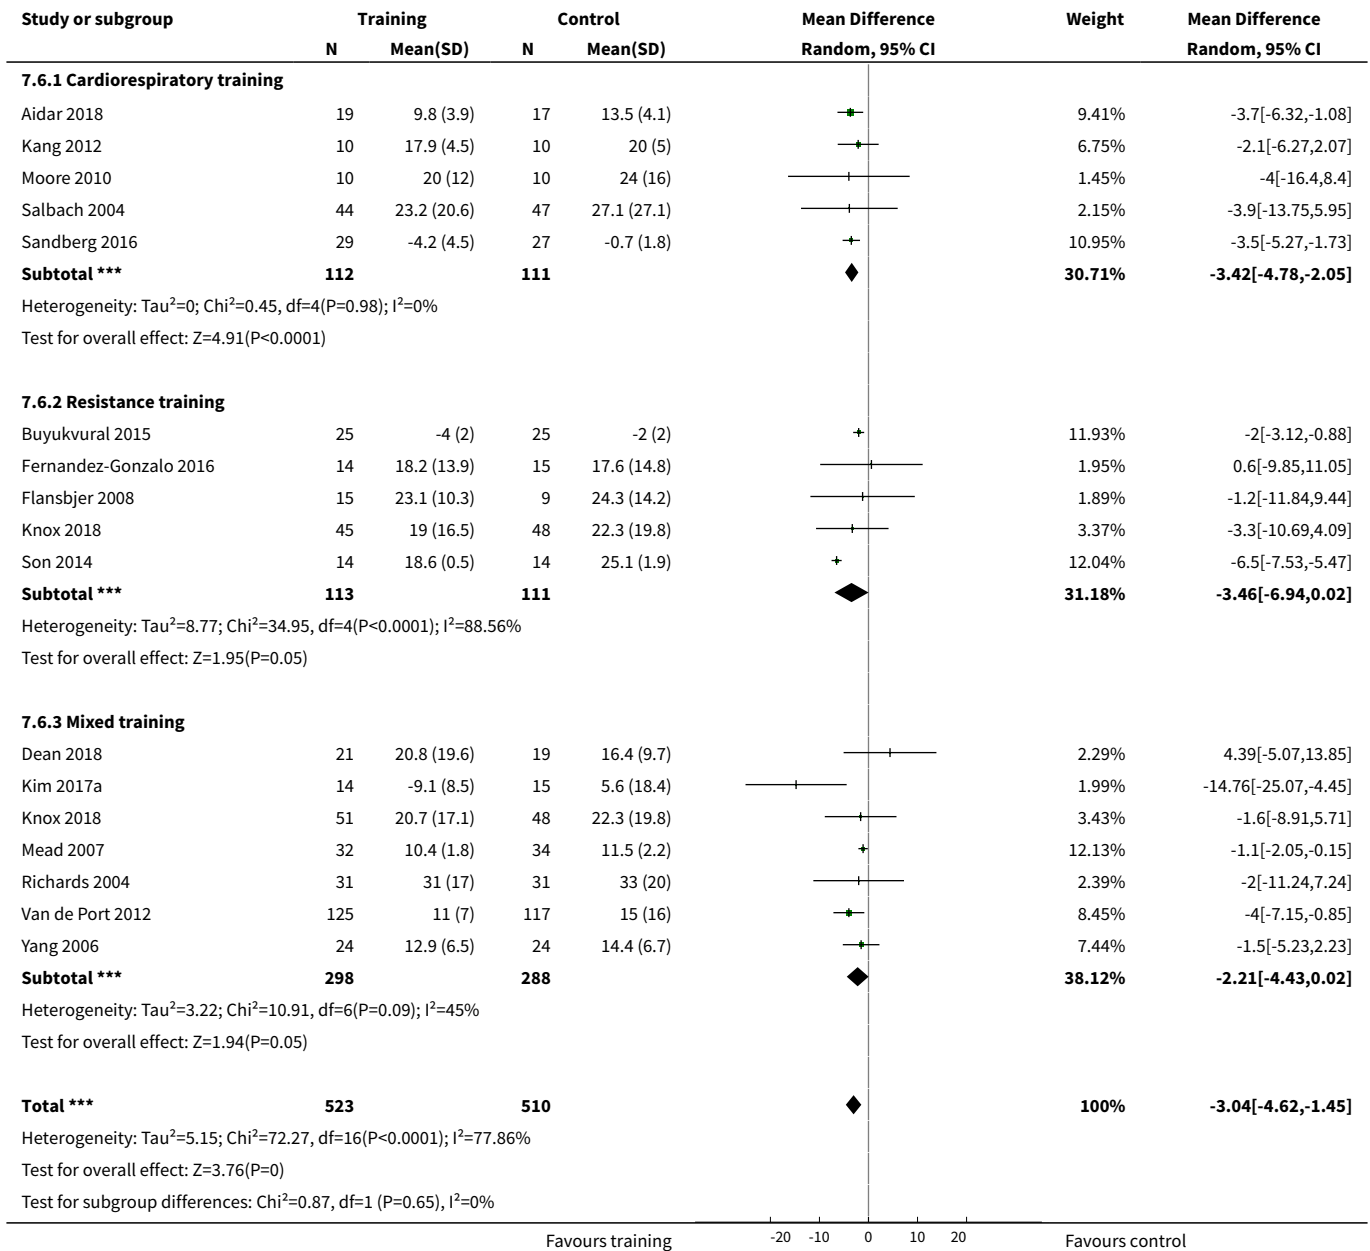 Study or subgroup Training Control Mean Difference Weight Mean Difference
N Mean(SD) N Mean(SD) Random, 95% CI Random, 95% CI
7.6.1 Cardiorespiratory training
Aidar 2018 19 9.8 (3.9) 17 13.5 (4.1) 9.41% -3.7[-6.32,-1.08]
Kang 2012 10 17.9 (4.5) 10 20 (5) 6.75% -2.1[-6.27,2.07]
Moore 2010 10 20 (12) 10 24 (16) 1.45% -4[-16.4,8.4]
Salbach 2004 44 23.2 (20.6) 47 27.1 (27.1) 2.15% -3.9[-13.75,5.95]
Sandberg 2016 29 -4.2 (4.5) 27 -0.7 (1.8) 10.95% -3.5[-5.27,-1.73]
Subtotal *** 112 111 30.71% -3.42[-4.78,-2.05]
Heterogeneity: Tau²=0; Chi²=0.45, df=4(P=0.98); I²=0%
Test for overall effect: Z=4.91(P<0.0001)
7.6.2 Resistance training
Buyukvural 2015 25 -4 (2) 25 -2 (2) 11.93% -2[-3.12,-0.88]
Fernandez-Gonzalo 2016 14 18.2 (13.9) 15 17.6 (14.8) 1.95% 0.6[-9.85,11.05]
Flansbjer 2008 15 23.1 (10.3) 9 24.3 (14.2) 1.89% -1.2[-11.84,9.44]
Knox 2018 45 19 (16.5) 48 22.3 (19.8) 3.37% -3.3[-10.69,4.09]
Son 2014 14 18.6 (0.5) 14 25.1 (1.9) 12.04% -6.5[-7.53,-5.47]
Subtotal *** 113 111 31.18% -3.46[-6.94,0.02]
Heterogeneity: Tau²=8.77; Chi²=34.95, df=4(P<0.0001); I²=88.56%
Test for overall effect: Z=1.95(P=0.05)
7.6.3 Mixed training
Dean 2018 21 20.8 (19.6) 19 16.4 (9.7) 2.29% 4.39[-5.07,13.85]
Kim 2017a 14 -9.1 (8.5) 15 5.6 (18.4) 1.99% -14.76[-25.07,-4.45]
Knox 2018 51 20.7 (17.1) 48 22.3 (19.8) 3.43% -1.6[-8.91,5.71]
Mead 2007 32 10.4 (1.8) 34 11.5 (2.2) 12.13% -1.1[-2.05,-0.15]
Richards 2004 31 31 (17) 31 33 (20) 2.39% -2[-11.24,7.24]
Van de Port 2012 125 11 (7) 117 15 (16) 8.45% -4[-7.15,-0.85]
Yang 2006 24 12.9 (6.5) 24 14.4 (6.7) 7.44% -1.5[-5.23,2.23]
Subtotal *** 298 288 38.12% -2.21[-4.43,0.02]
Heterogeneity: Tau²=3.22; Chi²=10.91, df=6(P=0.09); I²=45%
Test for overall effect: Z=1.94(P=0.05)
Total *** 523 510 100% -3.04[-4.62,-1.45]
Heterogeneity: Tau²=5.15; Chi²=72.27, df=16(P<0.0001); I²=77.86%
Test for overall effect: Z=3.76(P=0)
Test for subgroup differences: Chi²=0.87, df=1 (P=0.65), I²=0%
Favours training -20 -10 0 10 20 Favours control